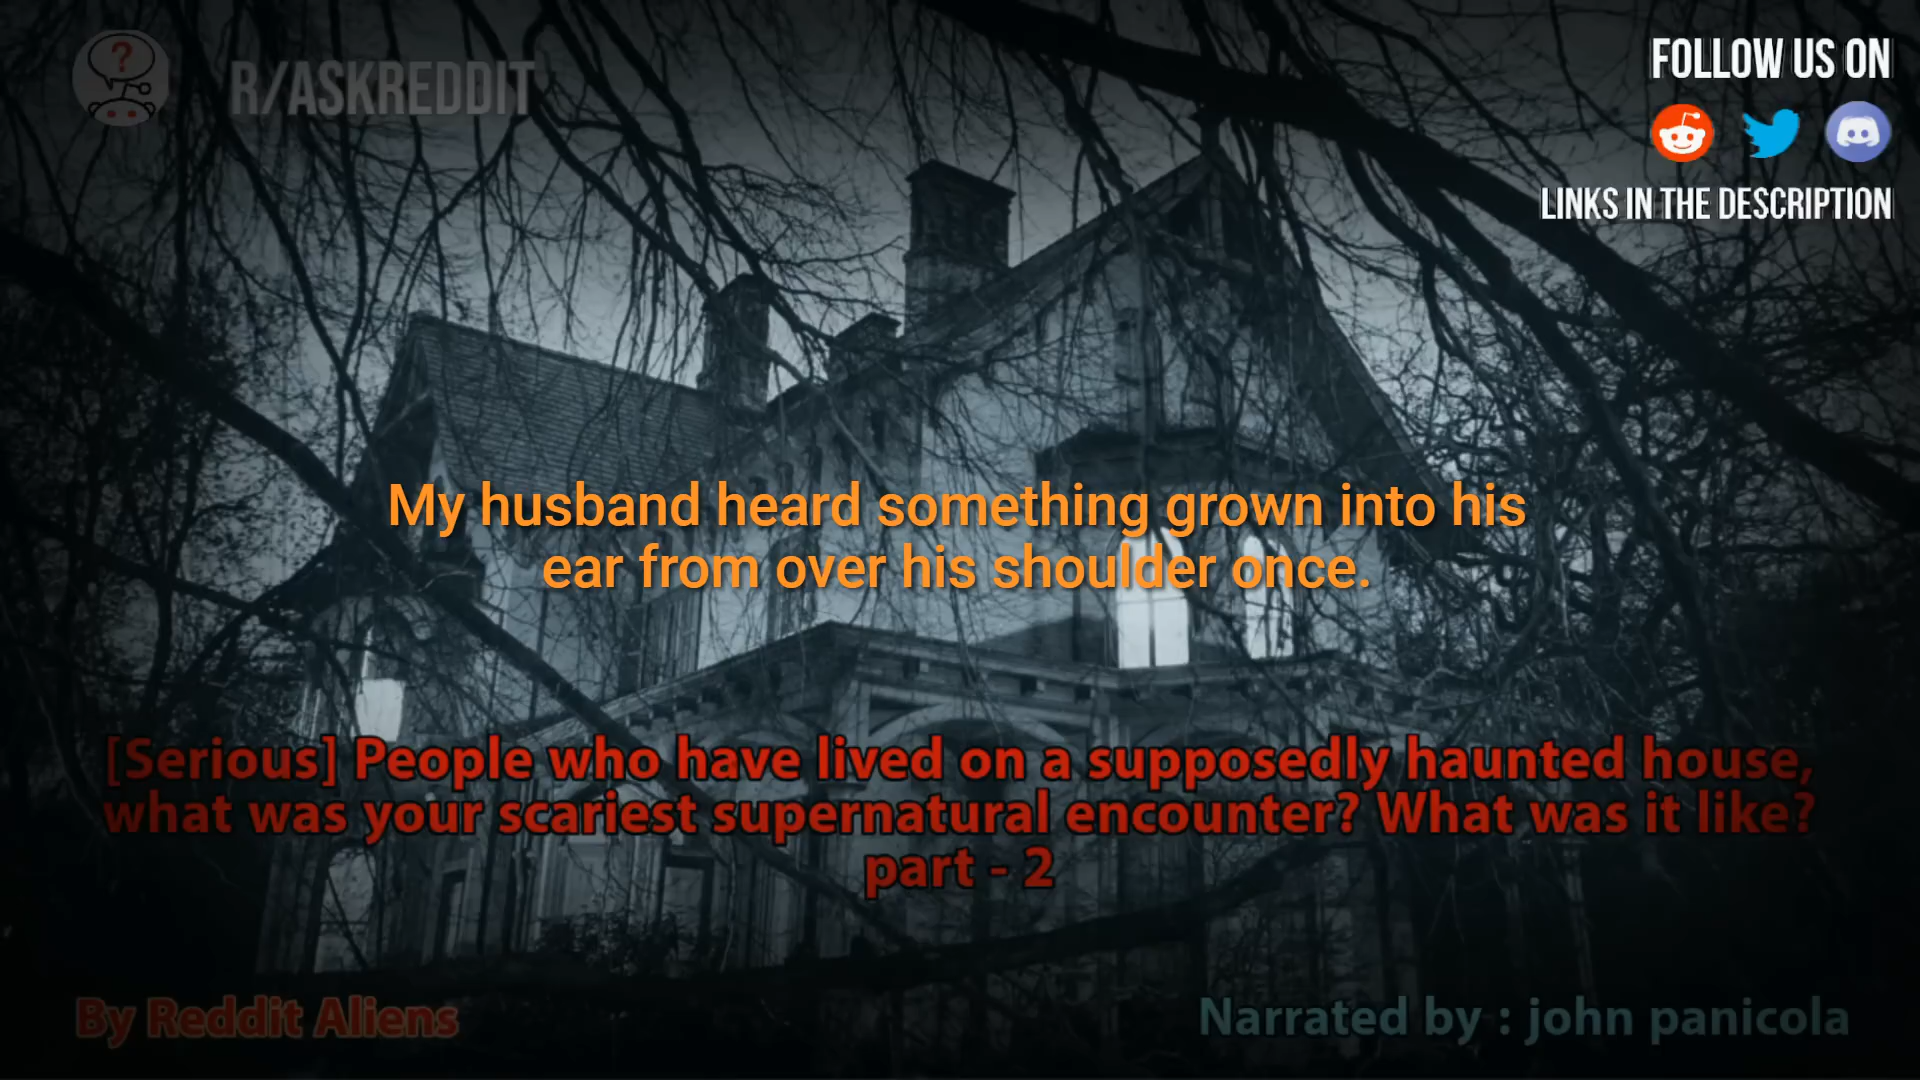 R/ASKREDDIT
FOLLOW US ON
LINKS IN THE DESCRIPTION
My husband heard something grown into his
ear from over his shoulder once.
[Serious] People who have lived on a supposedly haunted house,
what was your scariest supernatural encounter? What was it like?
part - 2
By Reddit Aliens
Narrated by : john panicola